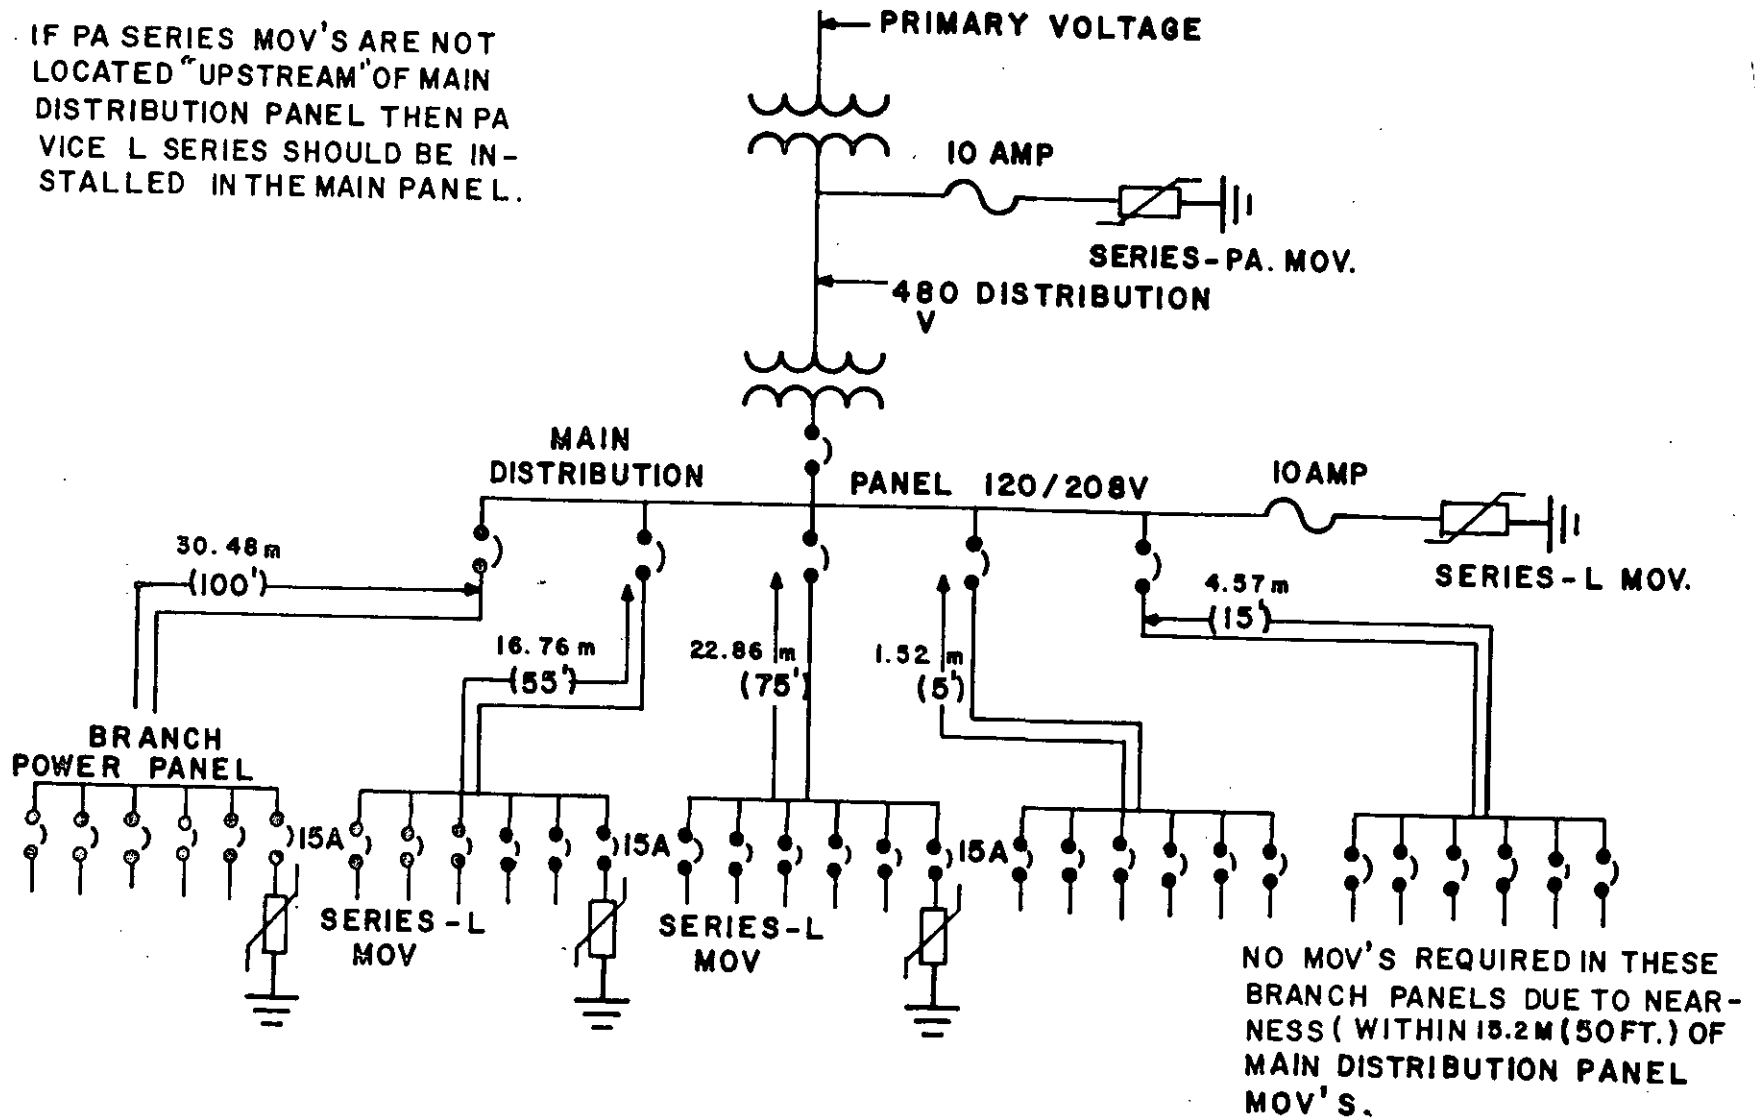 IF PA SERIES MOV'S ARE NOT
LOCATED "UPSTREAM" OF MAIN
DISTRIBUTION PANEL THEN PA
VICE L SERIES SHOULD BE IN-
STALLED IN THE MAIN PANEL.
PRIMARY VOLTAGE
10 AMP
SERIES-PA. MOV.
480 DISTRIBUTION
V
MAIN
DISTRIBUTION
PANEL 120/208V
10 AMP
SERIES-L MOV.
30.48 m
(100')
16.76 m
(55')
22.86 m
(75')
1.52 m
(5')
4.57 m
(15')
BRANCH
POWER PANEL
15A
15A
15A
SERIES-L
MOV
SERIES-L
MOV
NO MOV'S REQUIRED IN THESE
BRANCH PANELS DUE TO NEAR-
NESS (WITHIN 15.2 M (50 FT.) OF
MAIN DISTRIBUTION PANEL
MOV'S.